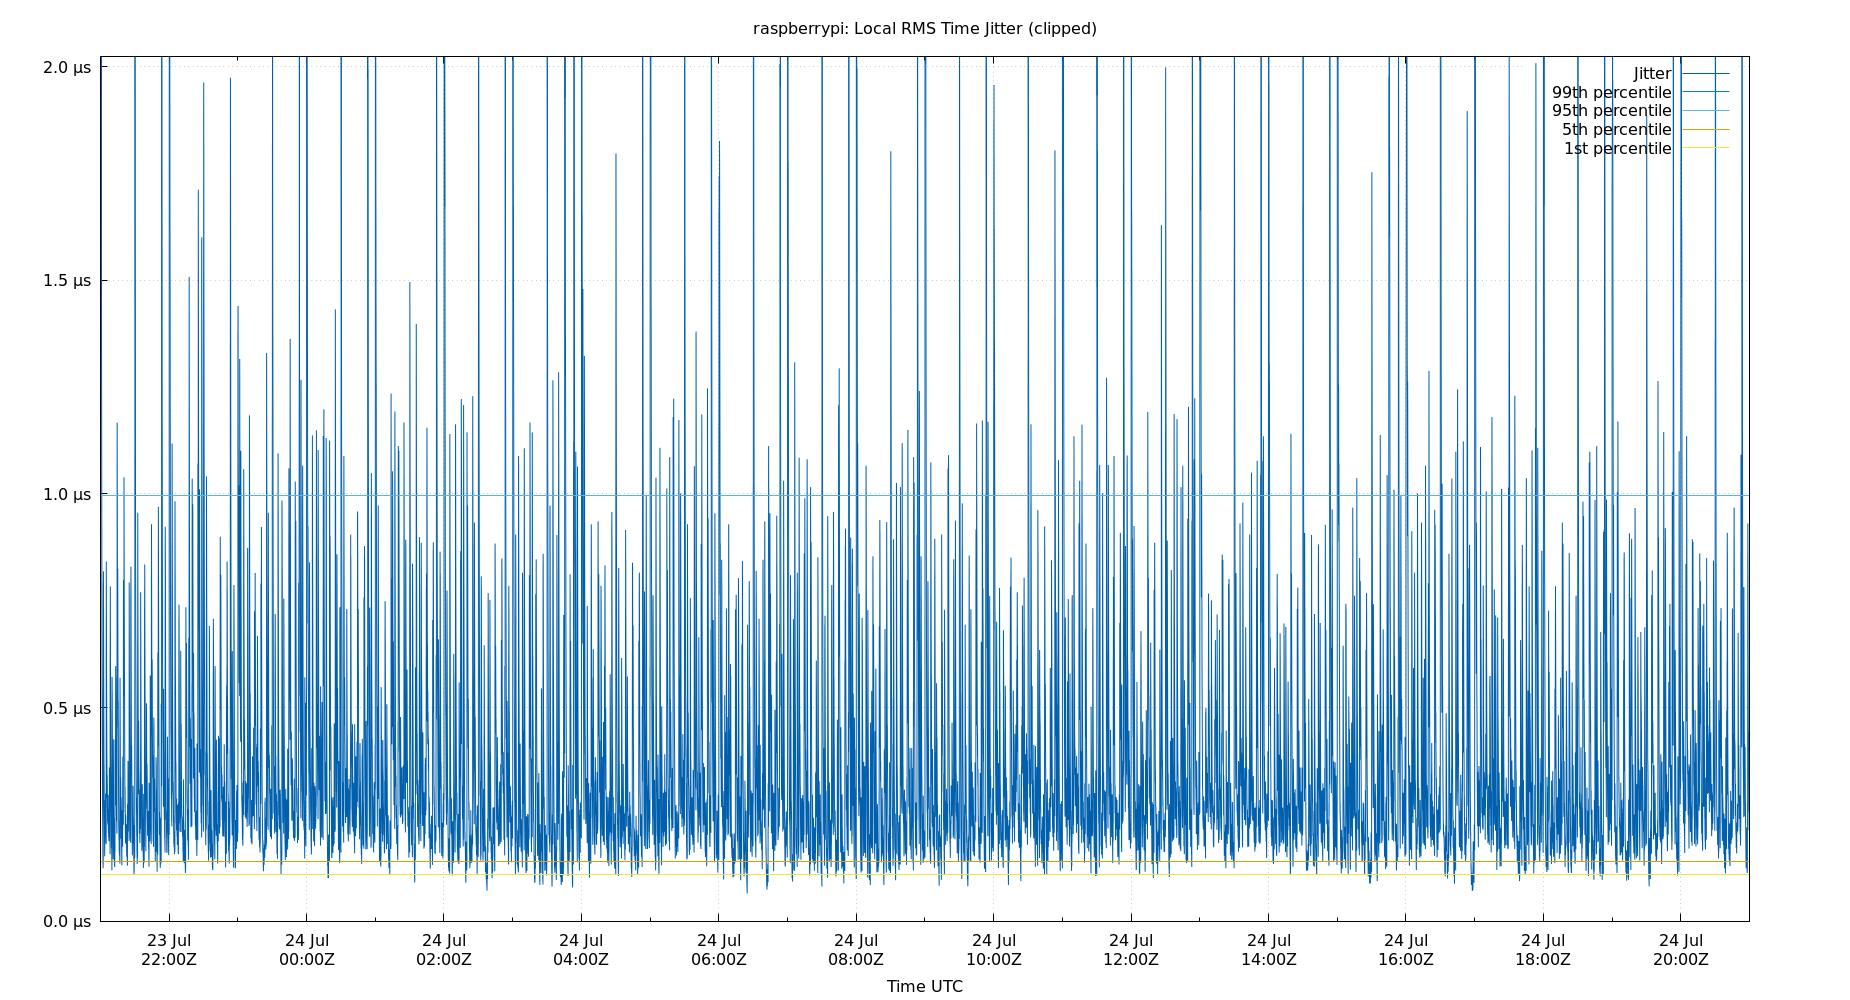 raspberrypi: Local RMS Time Jitter (clipped)
2.0 µs
1.5 µs
1.0 µs
0.5 µs
0.0 µs
Jitter
99th percentile
95th percentile
5th percentile
1st percentile
23 Jul 24 Jul 24 Jul 24 Jul 24 Jul 24 Jul 24 Jul 24 Jul 24 Jul 24 Jul 24 Jul 24 Jul
22:00Z 00:00Z 02:00Z 04:00Z 06:00Z 08:00Z 10:00Z 12:00Z 14:00Z 16:00Z 18:00Z 20:00Z
Time UTC